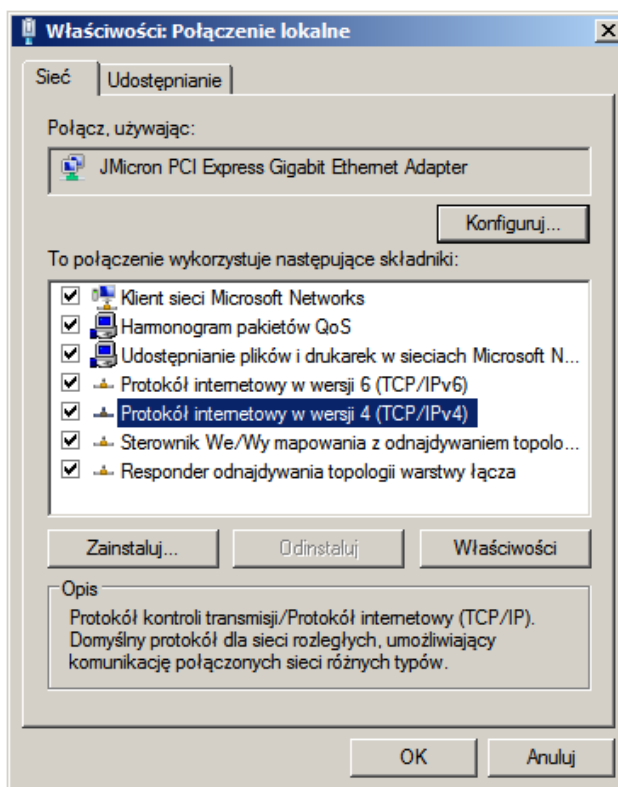 Właściwości: Połączenie lokalne
Sieć
Udostępnianie
Połącz, używając:
JMicron PCI Express Gigabit Ethernet Adapter
Konfiguruj...
To połączenie wykorzystuje następujące składniki:
Klient sieci Microsoft Networks
Harmonogram pakietów QoS
Udostępnianie plików i drukarek w sieciach Microsoft N...
Protokół internetowy w wersji 6 (TCP/IPv6)
Protokół internetowy w wersji 4 (TCP/IPv4)
Sterownik We/Wy mapowania z odnajdywaniem topolo...
Responder odnajdywania topologii warstwy łącza
Zainstaluj...
Odinstaluj
Właściwości
Opis
Protokół kontroli transmisji/Protokół internetowy (TCP/IP).
Domyślny protokół dla sieci rozległych, umożliwiający
komunikację połączonych sieci różnych typów.
OK
Anuluj